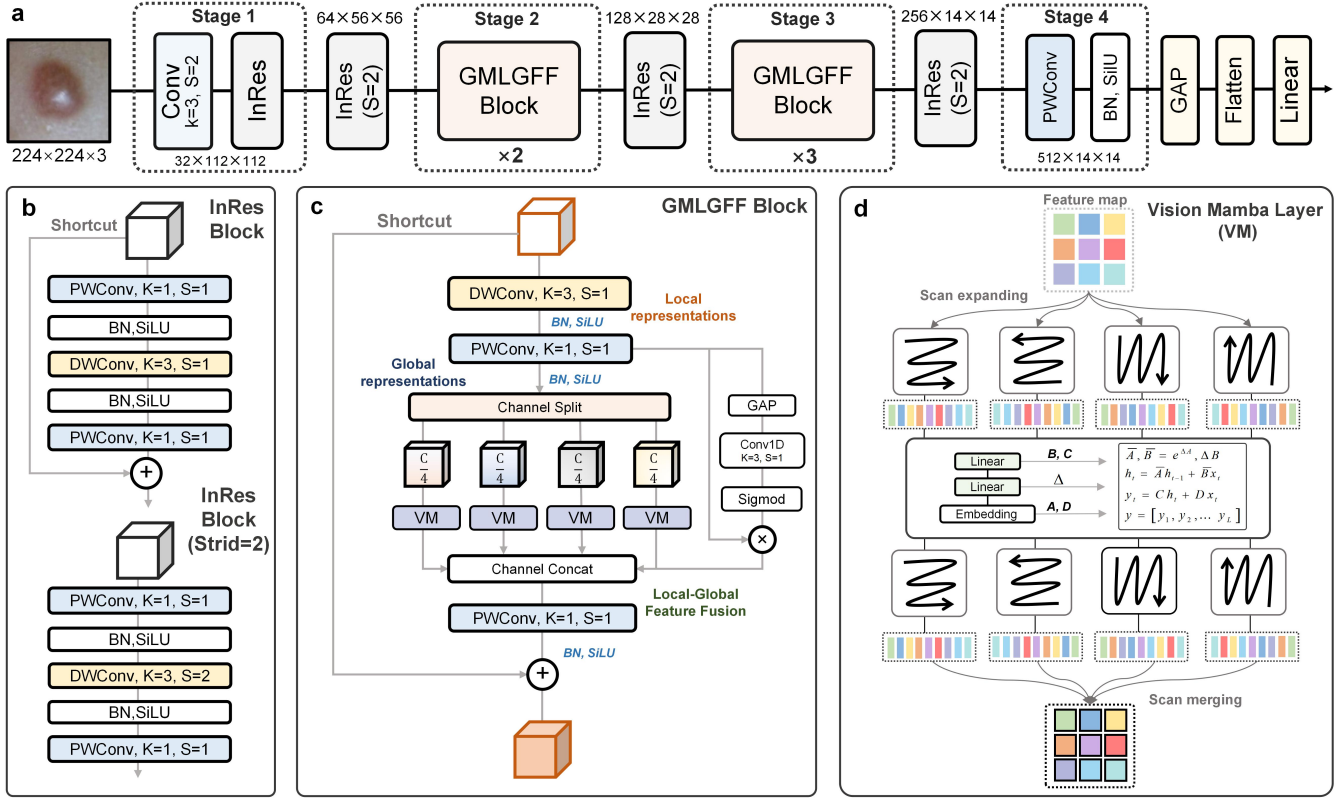 a
Stage 1
64×56×56
Stage 2
128×28×28
Stage 3
256×14×14
Stage 4
Conv
k=3, S=2
InRes
InRes
(S=2)
GMLGFF
Block
InRes
(S=2)
GMLGFF
Block
InRes
(S=2)
PWConv
BN, SilU
GAP
Flatten
Linear
224×224×3
32×112×112
×2
×3
512×14×14
b
InRes
Block
Shortcut
PWConv, K=1, S=1
BN,SiLU
DWConv, K=3, S=1
BN,SiLU
PWConv, K=1, S=1
+
InRes
Block
(Strid=2)
PWConv, K=1, S=1
BN,SiLU
DWConv, K=3, S=2
BN,SiLU
PWConv, K=1, S=1
c
GMLGFF Block
Shortcut
DWConv, K=3, S=1
Local
representations
BN, SiLU
PWConv, K=1, S=1
Global
representations
BN, SiLU
Channel Split
GAP
C/4
C/4
C/4
C/4
Conv1D
K=3, S=1
Sigmod
VM
VM
VM
VM
×
Channel Concat
Local-Global
Feature Fusion
PWConv, K=1, S=1
BN, SiLU
+
d
Feature map
Vision Mamba Layer
(VM)
Scan expanding
Linear
B, C
Linear
Δ
Embedding
A, D
A̅, B̅ = e^{ΔA}, ΔB
h_t = A̅h_{t−1} + B̅x_t
y_t = Ch_t + Dx_t
y = [y_1, y_2, ... y_L]
Scan merging